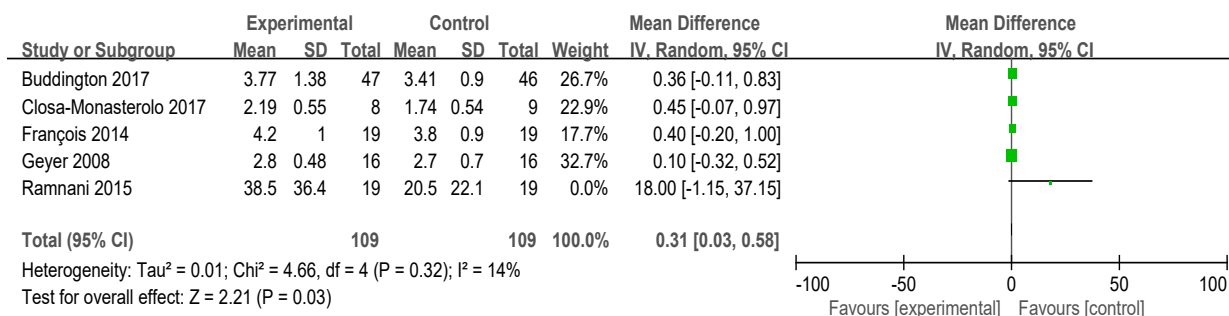 Experimental Control Mean Difference Mean Difference
Study or Subgroup Mean SD Total Mean SD Total Weight IV, Random, 95% CI IV, Random, 95% CI
Buddington 2017 3.77 1.38 47 3.41 0.9 46 26.7% 0.36 [-0.11, 0.83]
Closa-Monasterolo 2017 2.19 0.55 8 1.74 0.54 9 22.9% 0.45 [-0.07, 0.97]
François 2014 4.2 1 19 3.8 0.9 19 17.7% 0.40 [-0.20, 1.00]
Geyer 2008 2.8 0.48 16 2.7 0.7 16 32.7% 0.10 [-0.32, 0.52]
Ramnani 2015 38.5 36.4 19 20.5 22.1 19 0.0% 18.00 [-1.15, 37.15]
Total (95% CI) 109 109 100.0% 0.31 [0.03, 0.58]
Heterogeneity: Tau² = 0.01; Chi² = 4.66, df = 4 (P = 0.32); I² = 14%
Test for overall effect: Z = 2.21 (P = 0.03)
-100 -50 0 50 100
Favours [experimental] Favours [control]